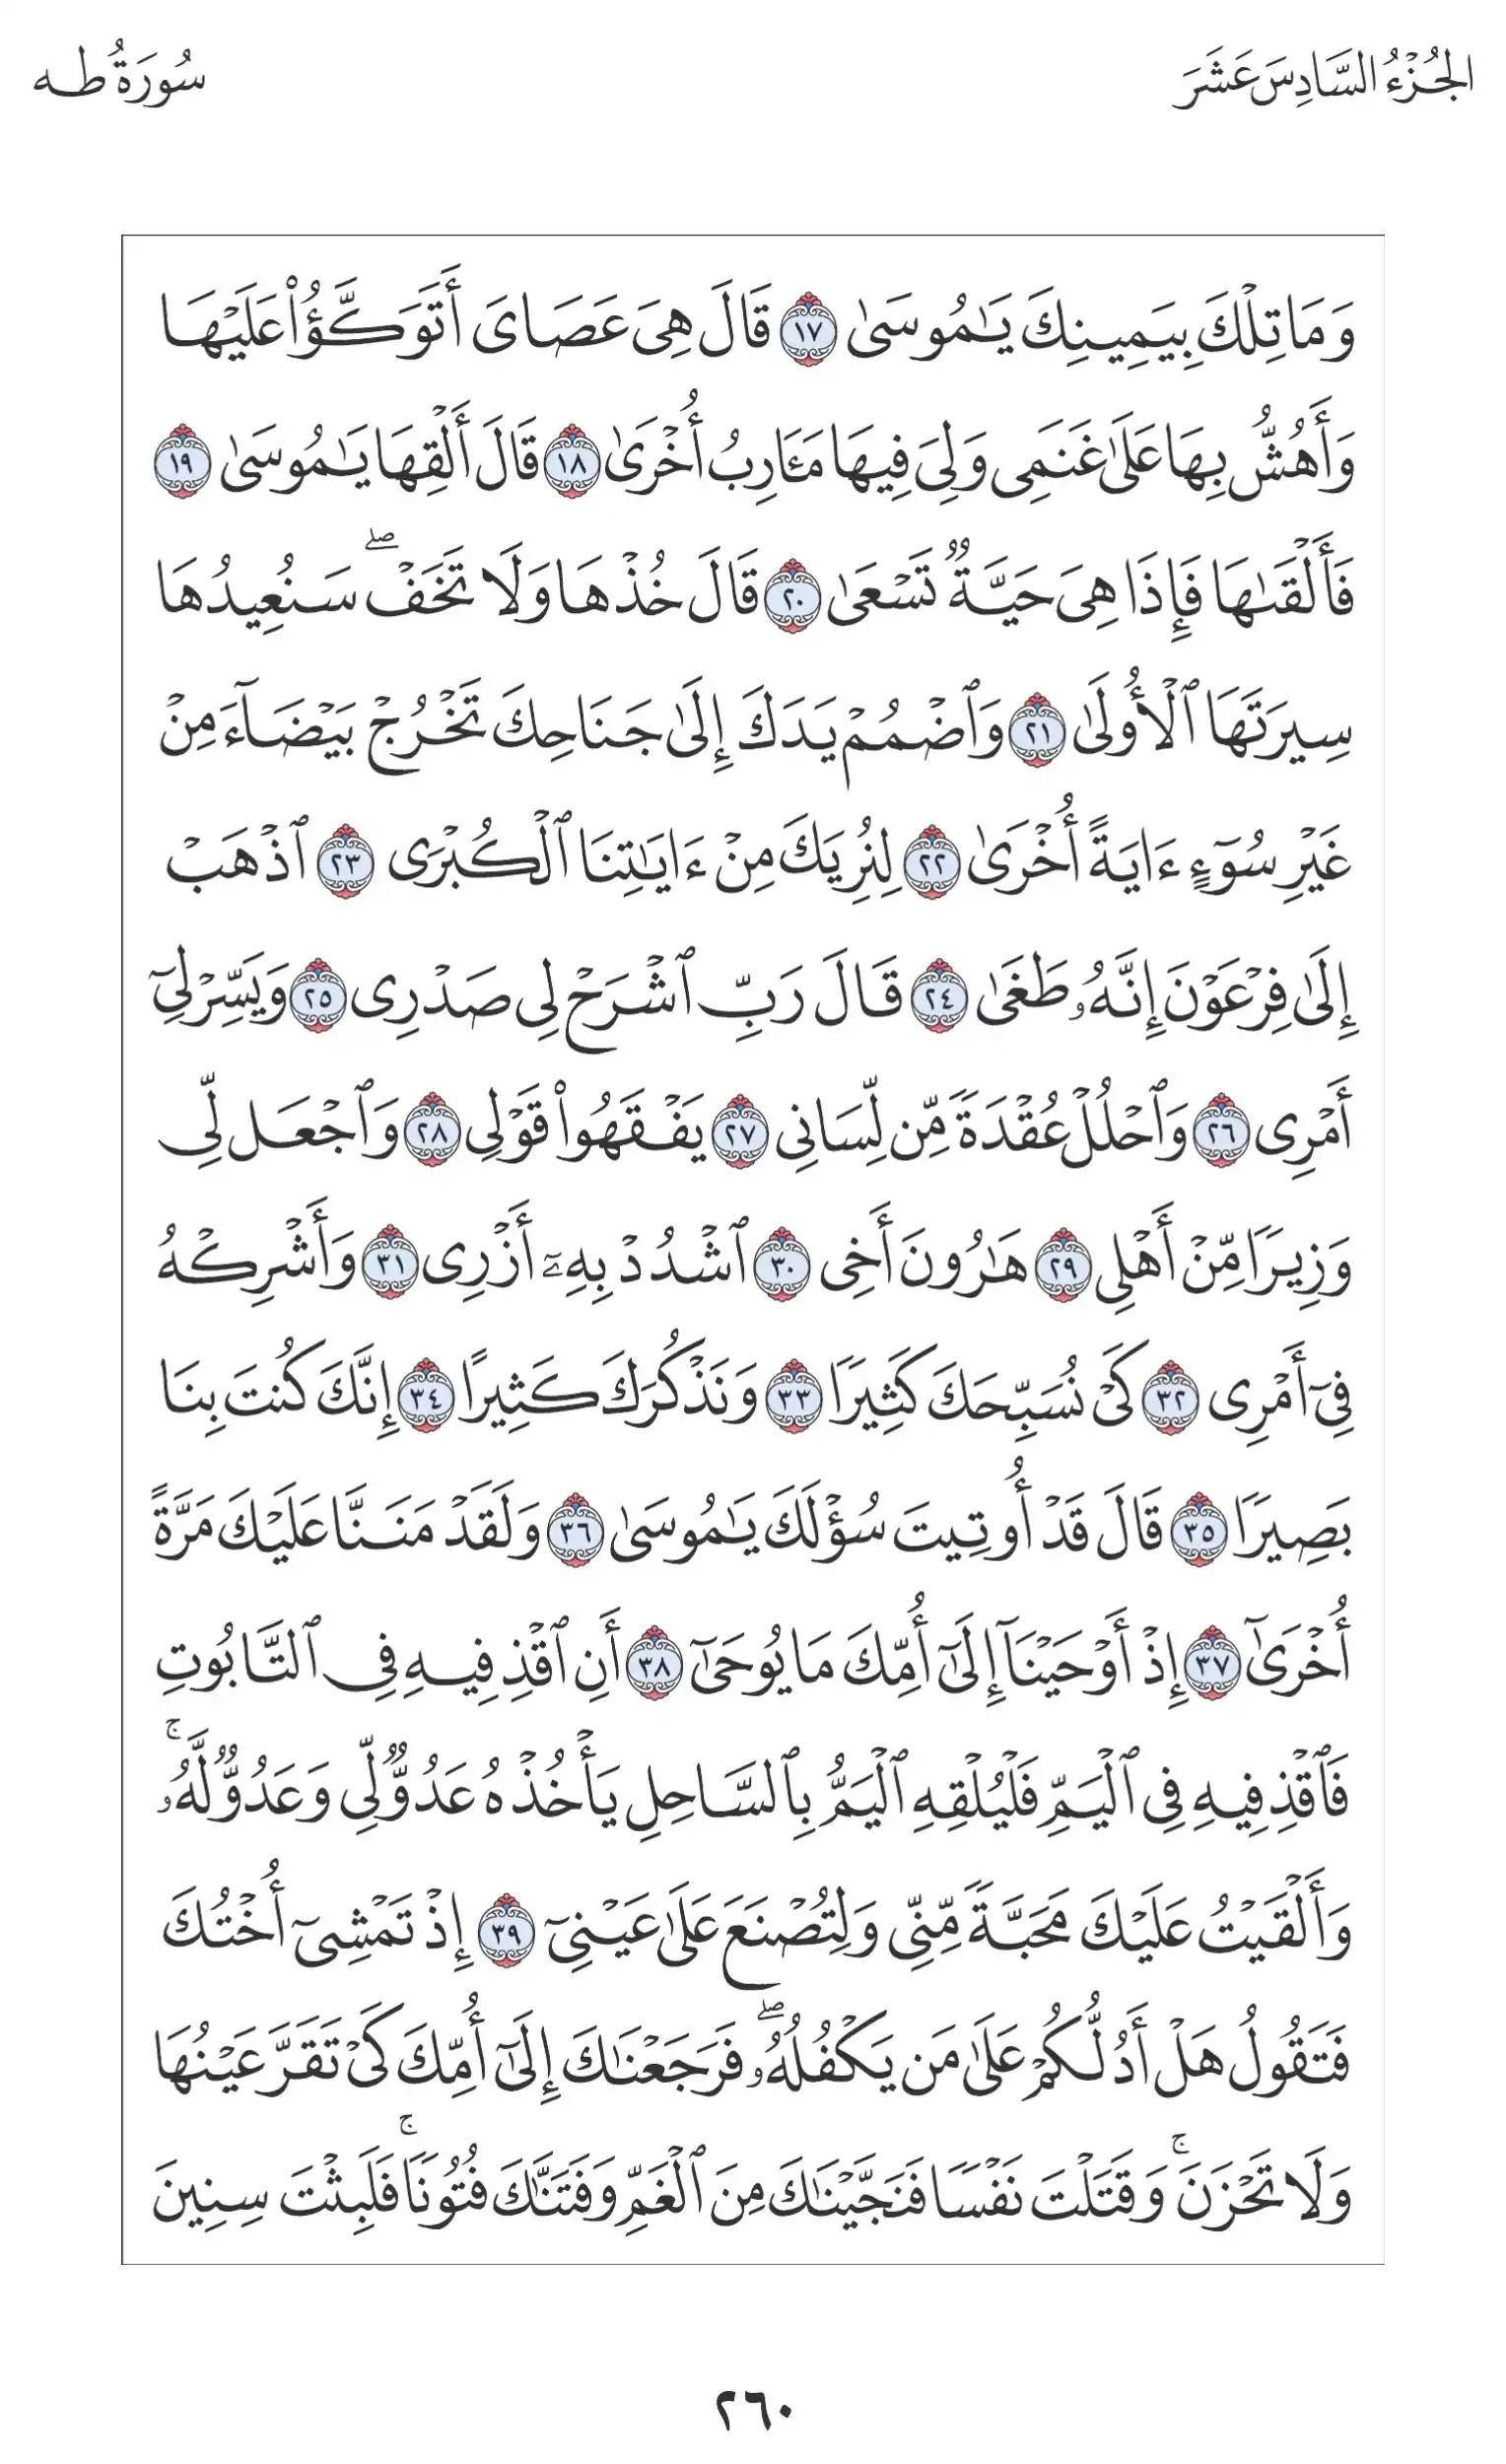 الجُزْءُ السَّادِسَ عَشَرَ
سُورَةُ طـه
وَمَا تِلْكَ بِيَمِينِكَ يَـٰمُوسَىٰ ١٧ قَالَ هِىَ عَصَاىَ أَتَوَكَّؤُا۟ عَلَيْهَا
وَأَهُشُّ بِهَا عَلَىٰ غَنَمِى وَلِىَ فِيهَا مَـَٔارِبُ أُخْرَىٰ ١٨ قَالَ أَلْقِهَا يَـٰمُوسَىٰ ١٩
فَأَلْقَىٰهَا فَإِذَا هِىَ حَيَّةٌ تَسْعَىٰ ٢٠ قَالَ خُذْهَا وَلَا تَخَفْ ۖ سَنُعِيدُهَا
سِيرَتَهَا ٱلْأُولَىٰ ٢١ وَٱضْمُمْ يَدَكَ إِلَىٰ جَنَاحِكَ تَخْرُجْ بَيْضَآءَ مِنْ
غَيْرِ سُوٓءٍ ءَايَةً أُخْرَىٰ ٢٢ لِنُرِيَكَ مِنْ ءَايَـٰتِنَا ٱلْكُبْرَى ٢٣ ٱذْهَبْ
إِلَىٰ فِرْعَوْنَ إِنَّهُۥ طَغَىٰ ٢٤ قَالَ رَبِّ ٱشْرَحْ لِى صَدْرِى ٢٥ وَيَسِّرْ لِىٓ
أَمْرِى ٢٦ وَٱحْلُلْ عُقْدَةً مِّن لِّسَانِى ٢٧ يَفْقَهُوا۟ قَوْلِى ٢٨ وَٱجْعَل لِّى
وَزِيرًا مِّنْ أَهْلِى ٢٩ هَـٰرُونَ أَخِى ٣٠ ٱشْدُدْ بِهِۦٓ أَزْرِى ٣١ وَأَشْرِكْهُ
فِىٓ أَمْرِى ٣٢ كَىْ نُسَبِّحَكَ كَثِيرًا ٣٣ وَنَذْكُرَكَ كَثِيرًا ٣٤ إِنَّكَ كُنتَ بِنَا
بَصِيرًا ٣٥ قَالَ قَدْ أُوتِيتَ سُؤْلَكَ يَـٰمُوسَىٰ ٣٦ وَلَقَدْ مَنَنَّا عَلَيْكَ مَرَّةً
أُخْرَىٰٓ ٣٧ إِذْ أَوْحَيْنَآ إِلَىٰٓ أُمِّكَ مَا يُوحَىٰٓ ٣٨ أَنِ ٱقْذِفِيهِ فِى ٱلتَّابُوتِ
فَٱقْذِفِيهِ فِى ٱلْيَمِّ فَلْيُلْقِهِ ٱلْيَمُّ بِٱلسَّاحِلِ يَأْخُذْهُ عَدُوٌّ لِّى وَعَدُوٌّ لَّهُۥ ۚ
وَأَلْقَيْتُ عَلَيْكَ مَحَبَّةً مِّنِّى وَلِتُصْنَعَ عَلَىٰ عَيْنِىٓ ٣٩ إِذْ تَمْشِىٓ أُخْتُكَ
فَتَقُولُ هَلْ أَدُلُّكُمْ عَلَىٰ مَن يَكْفُلُهُۥ ۖ فَرَجَعْنَـٰكَ إِلَىٰٓ أُمِّكَ كَىْ تَقَرَّ عَيْنُهَا
وَلَا تَحْزَنَ ۚ وَقَتَلْتَ نَفْسًا فَنَجَّيْنَـٰكَ مِنَ ٱلْغَمِّ وَفَتَنَّـٰكَ فُتُونًا ۚ فَلَبِثْتَ سِنِينَ
٢٦٠